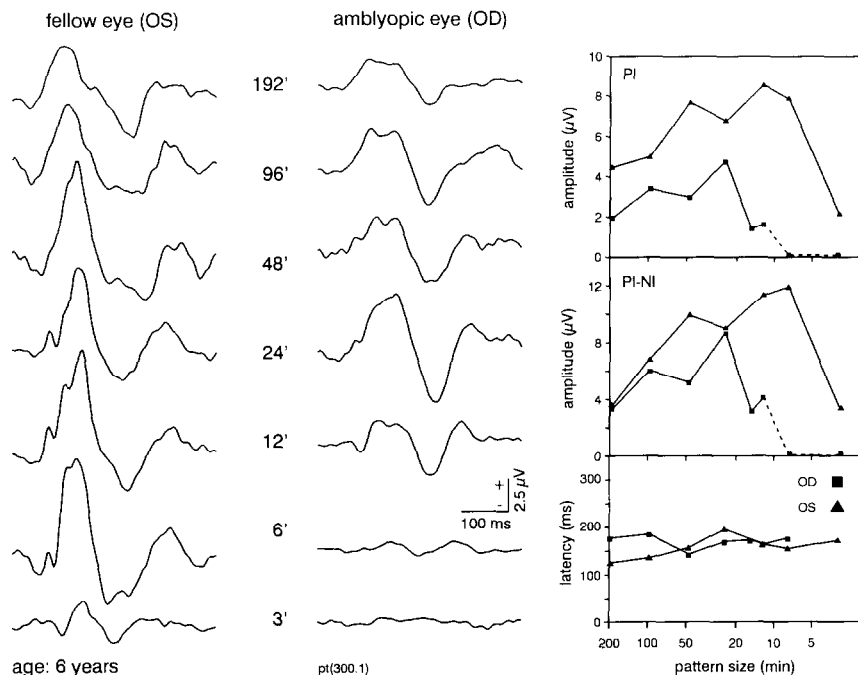 fellow eye (OS)
amblyopic eye (OD)
192'
96'
48'
24'
12'
6'
3'
+
-
2.5 µV
100 ms
age: 6 years
pt(300.1)
PI
amplitude (µV)
10
8
6
4
2
0
PI-NI
amplitude (µV)
12
8
4
0
OD
OS
latency (ms)
300
200
150
100
0
200
100
50
20
10
5
pattern size (min)